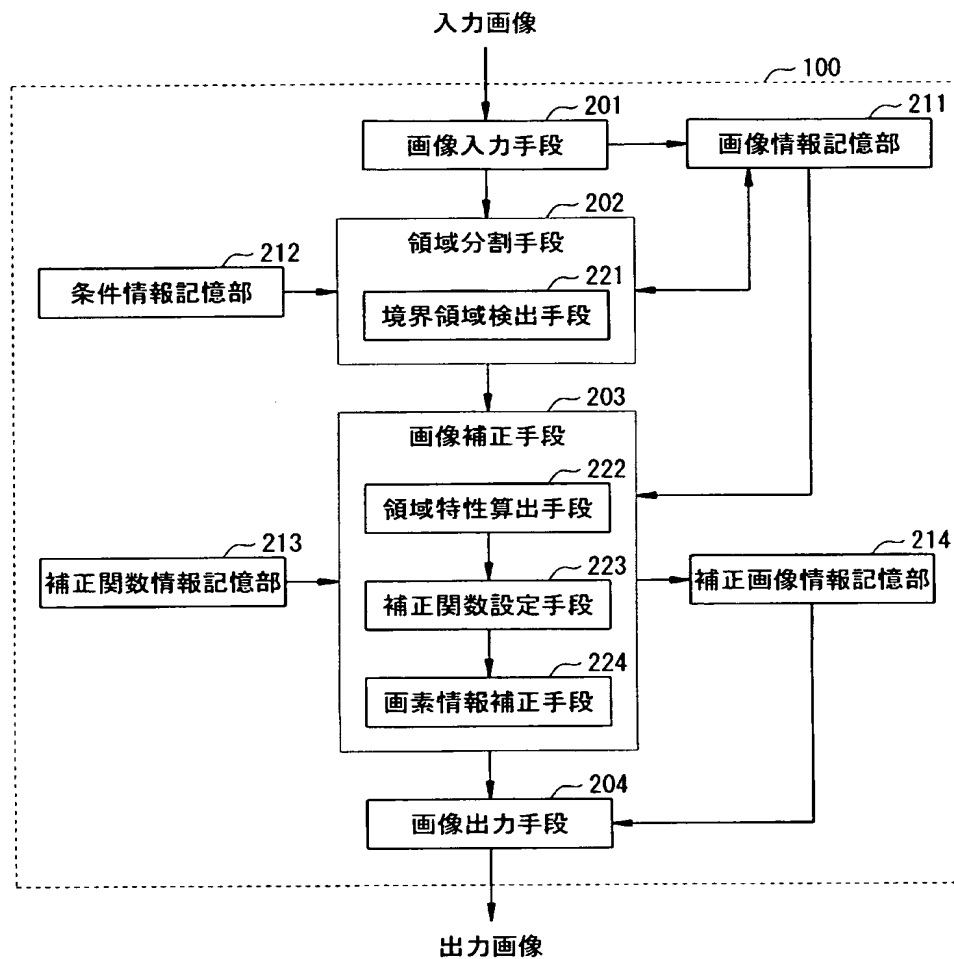 入力画像
100
201
画像入力手段
211
画像情報記憶部
202
領域分割手段
212
条件情報記憶部
221
境界領域検出手段
203
画像補正手段
222
領域特性算出手段
213
補正関数情報記憶部
223
補正関数設定手段
214
補正画像情報記憶部
224
画素情報補正手段
204
画像出力手段
出力画像